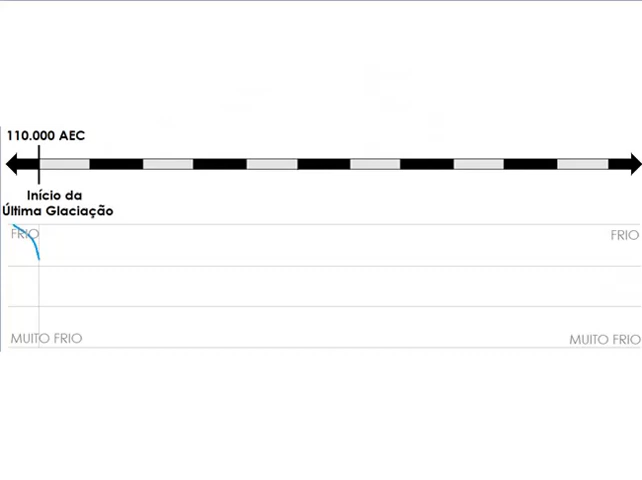 110.000 AEC
Início da
Última Glaciação
FRIO
FRIO
MUITO FRIO
MUITO FRIO